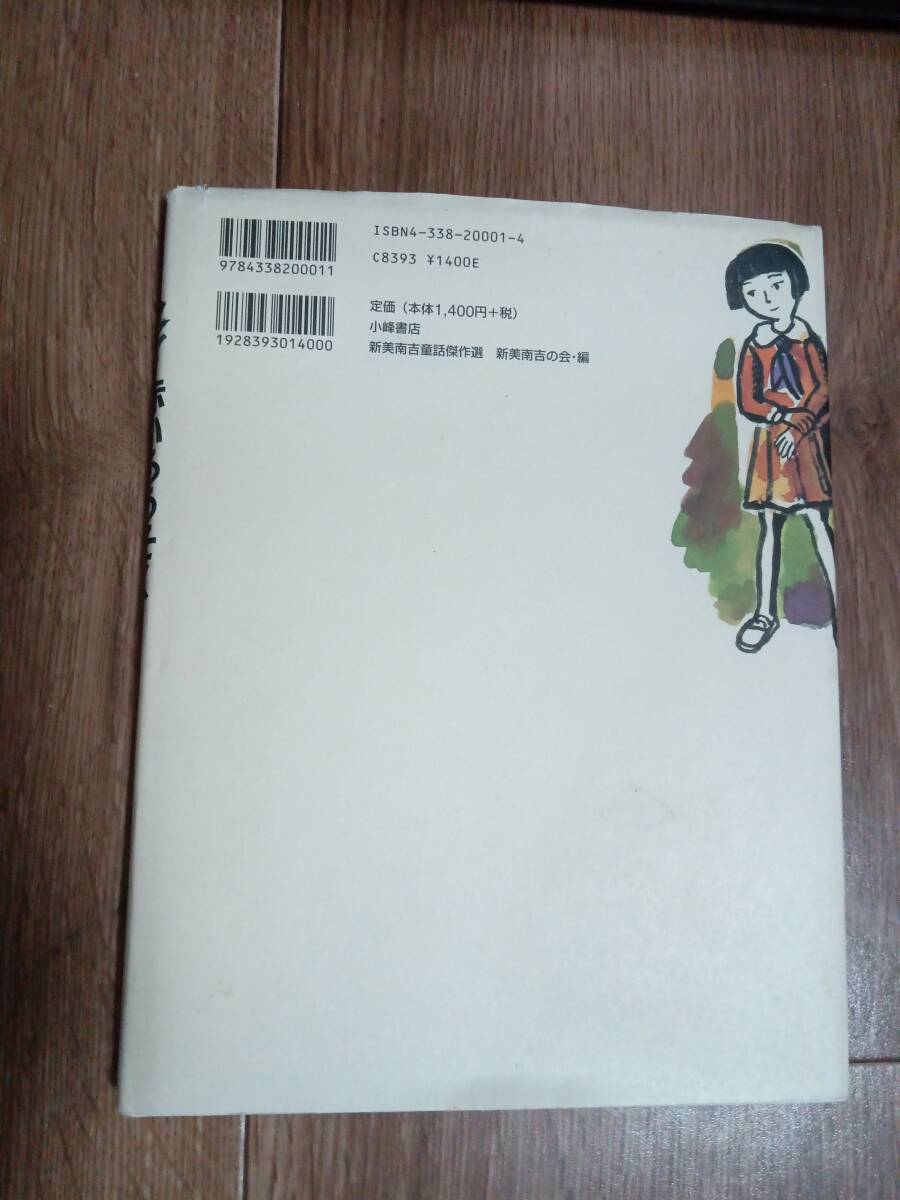 ISBN4-338-20001-4
9784338200011
C8393 ¥1400E
1928393014000
定価（本体1,400円+税）
小峰書店
新美南吉童話傑作選　新美南吉の会・編